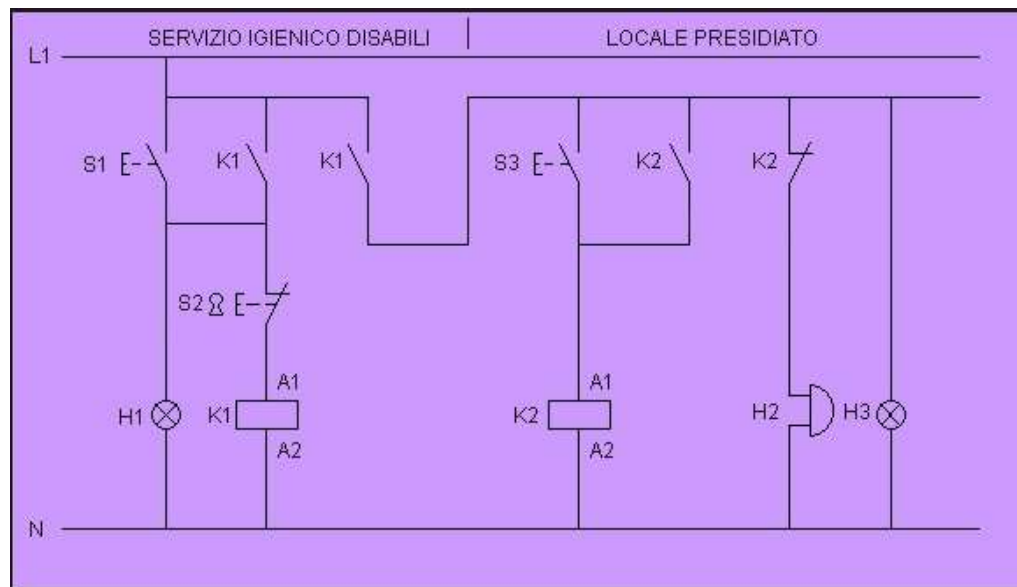 SERVIZIO IGIENICO DISABILI LOCALE PRESIDIATO
L1
S1 K1 K1 S3 K2 K2
S2
A1 A1
H1 K1 K2 H2 H3
A2 A2
N